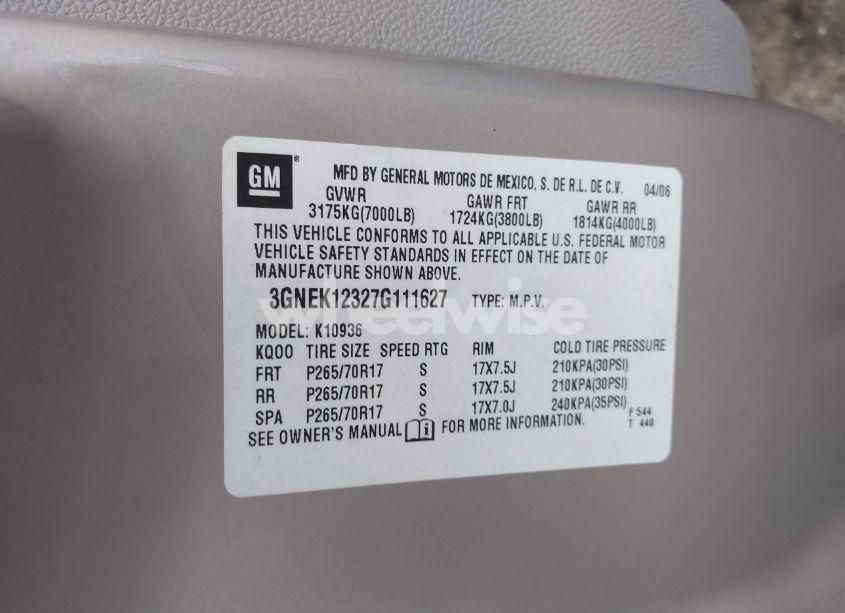 GM ® MFD BY GENERAL MOTORS DE MEXICO, S. DE R.L. DE C.V. 04/06
GVWR GAWR FRT GAWR RR
3175KG(7000LB) 1724KG(3800LB) 1814KG(4000LB)
THIS VEHICLE CONFORMS TO ALL APPLICABLE U.S. FEDERAL MOTOR
VEHICLE SAFETY STANDARDS IN EFFECT ON THE DATE OF
MANUFACTURE SHOWN ABOVE.
3GNEK12327G111627 TYPE: M.P.V.
wheelwise
MODEL: K10936
KQOO TIRE SIZE SPEED RTG RIM COLD TIRE PRESSURE
FRT P265/70R17 S 17X7.5J 210KPA(30PSI)
RR P265/70R17 S 17X7.5J 210KPA(30PSI)
SPA P265/70R17 S 17X7.0J 240KPA(35PSI) F 544
SEE OWNER'S MANUAL i FOR MORE INFORMATION. T 440